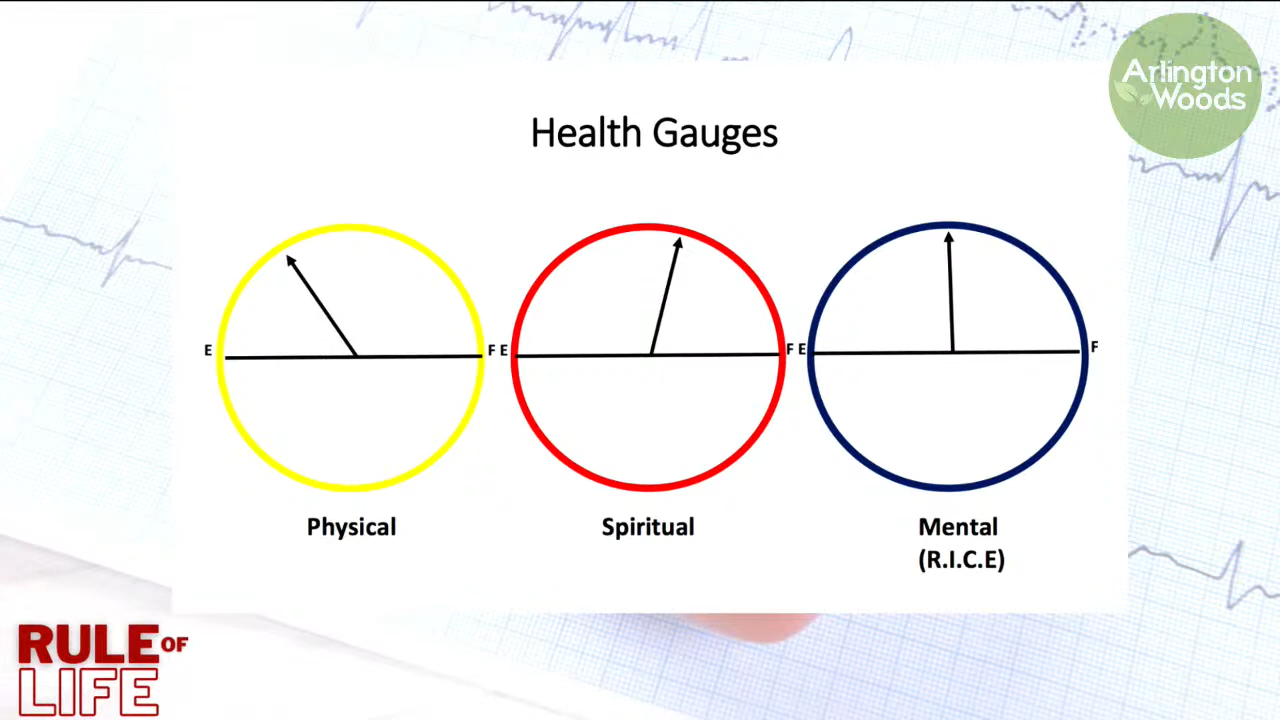 Arlington
Woods
Health Gauges
E
F E
F E
F
Physical
Spiritual
Mental
(R.I.C.E)
RULE OF
LIFE